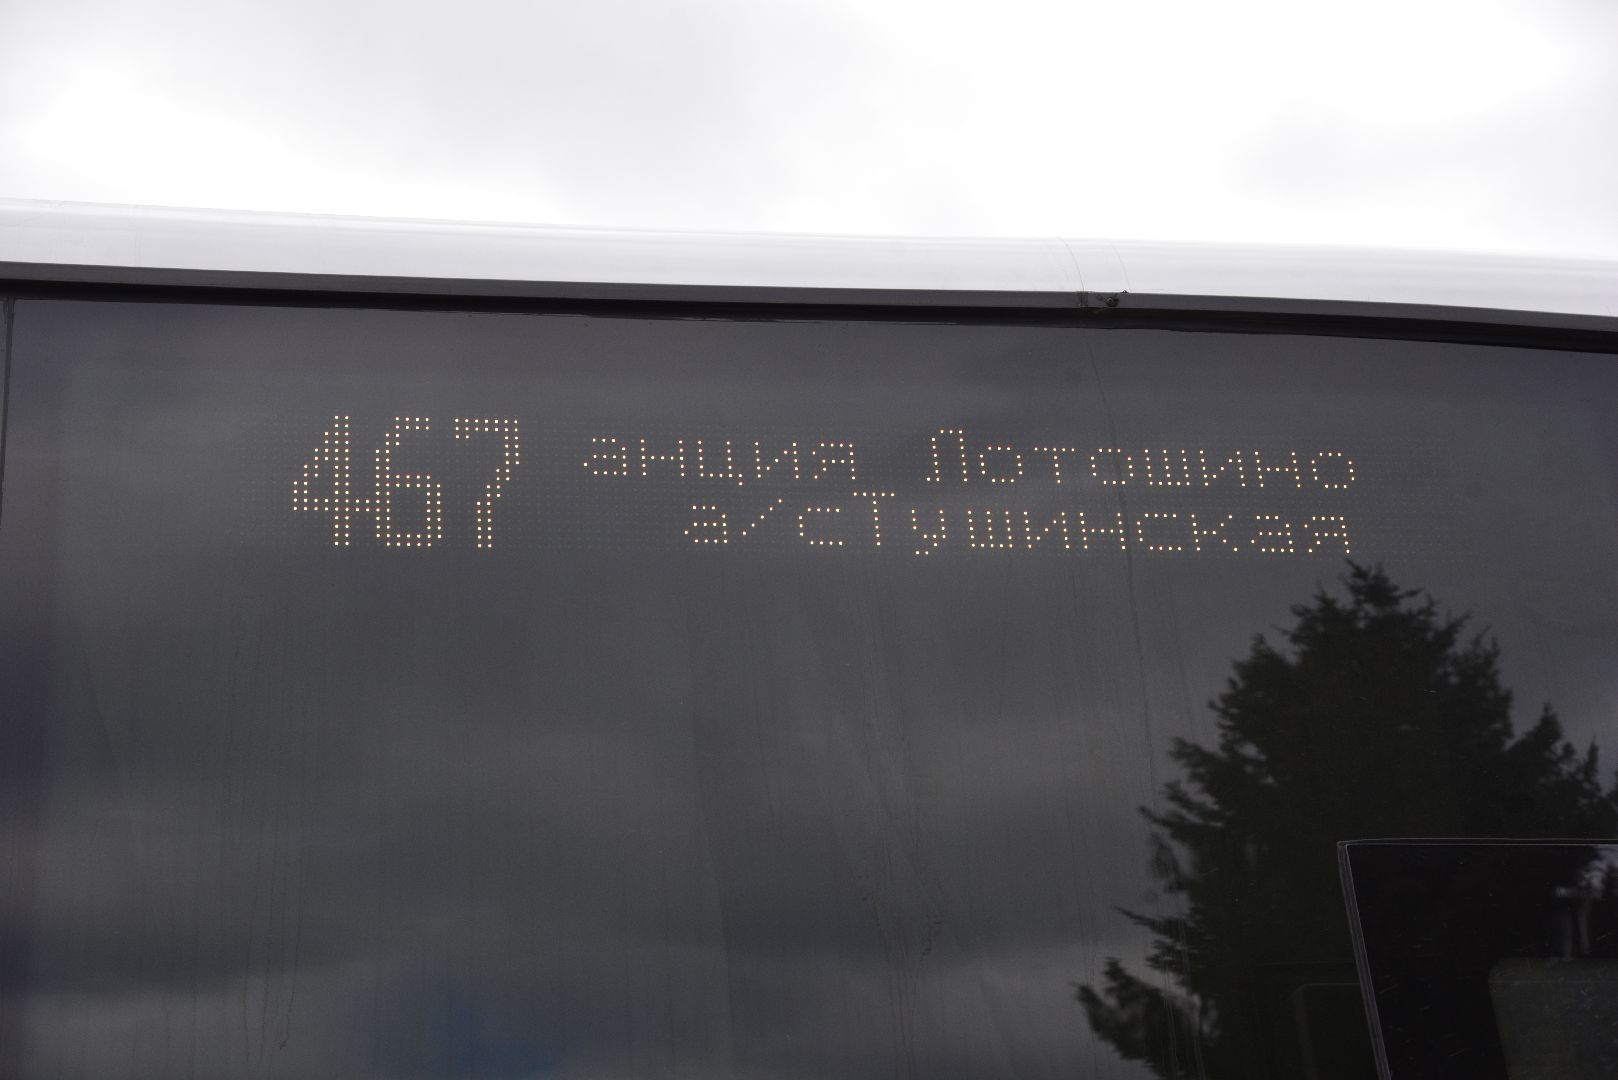 467 анция Лотошино
а/сТушинская